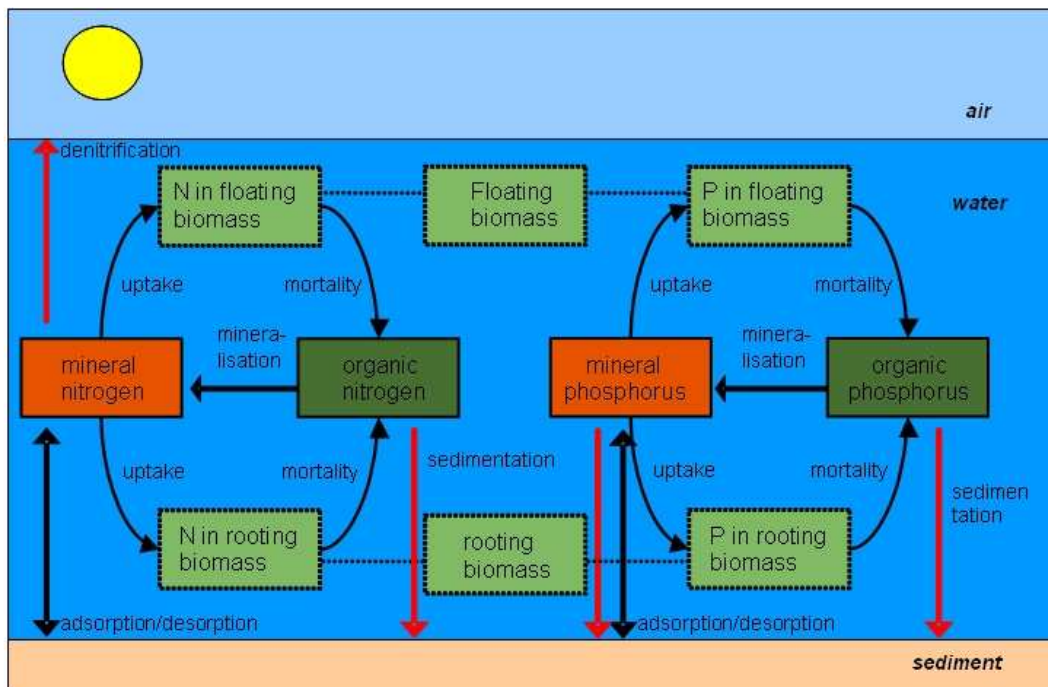 air
denitrification
N in floating
biomass
Floating
biomass
P in floating
biomass
water
uptake
mortality
uptake
mortality
minera-
lisation
minera-
lisation
mineral
nitrogen
organic
nitrogen
mineral
phosphorus
organic
phosphorus
uptake
mortality
sedimentation
uptake
mortality
sedimen
tation
N in rooting
biomass
rooting
biomass
P in rooting
biomass
adsorption/desorption
adsorption/desorption
sediment